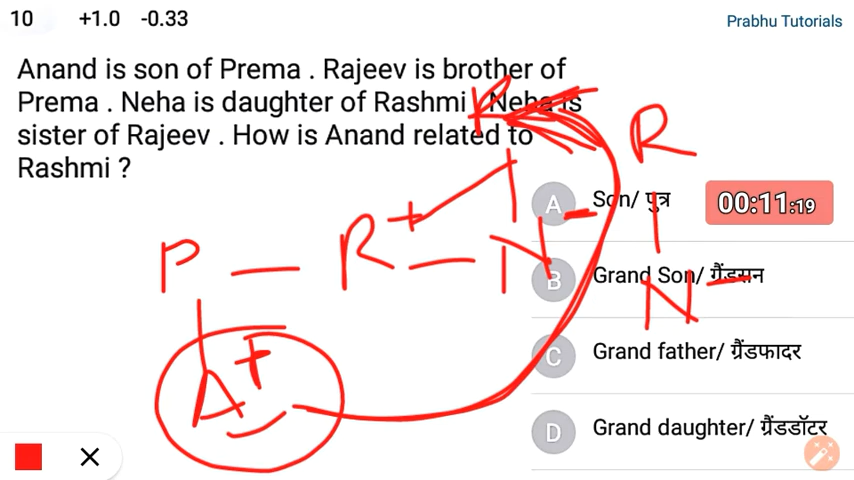 10 +1.0 -0.33
Prabhu Tutorials
Anand is son of Prema . Rajeev is brother of
Prema . Neha is daughter of Rashmi . Neha is
sister of Rajeev . How is Anand related to
Rashmi ?
R R
A Son/ पुत्र
00:11:19
P — R+ — N-
B Grand Son/ ग्रैंडसन
N-
C Grand father/ ग्रैंडफादर
A+
D Grand daughter/ ग्रैंडडॉटर